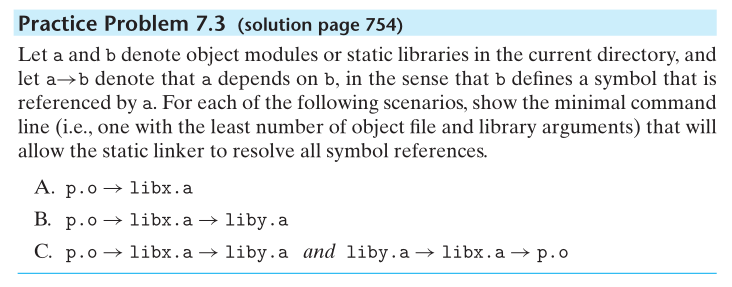 Practice Problem 7.3 (solution page 754)
Let a and b denote object modules or static libraries in the current directory, and
let a→b denote that a depends on b, in the sense that b defines a symbol that is
referenced by a. For each of the following scenarios, show the minimal command
line (i.e., one with the least number of object file and library arguments) that will
allow the static linker to resolve all symbol references.
A. p.o → libx.a
B. p.o → libx.a → liby.a
C. p.o → libx.a → liby.a and liby.a → libx.a → p.o